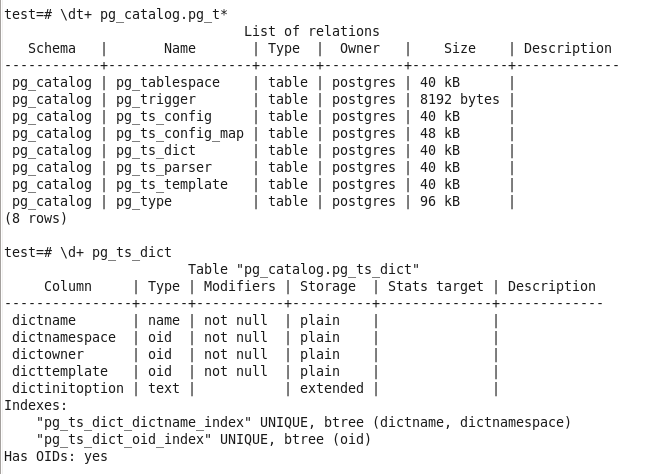 test=# \dt+ pg_catalog.pg_t*
                              List of relations
   Schema   |       Name       | Type  |  Owner   |    Size    | Description
------------+------------------+-------+----------+------------+-------------
 pg_catalog | pg_tablespace    | table | postgres | 40 kB      |
 pg_catalog | pg_trigger       | table | postgres | 8192 bytes |
 pg_catalog | pg_ts_config     | table | postgres | 40 kB      |
 pg_catalog | pg_ts_config_map | table | postgres | 48 kB      |
 pg_catalog | pg_ts_dict       | table | postgres | 40 kB      |
 pg_catalog | pg_ts_parser     | table | postgres | 40 kB      |
 pg_catalog | pg_ts_template   | table | postgres | 40 kB      |
 pg_catalog | pg_type          | table | postgres | 96 kB      |
(8 rows)

test=# \d+ pg_ts_dict
                       Table "pg_catalog.pg_ts_dict"
     Column     | Type | Modifiers | Storage  | Stats target | Description
----------------+------+-----------+----------+--------------+-------------
 dictname       | name | not null  | plain    |              |
 dictnamespace  | oid  | not null  | plain    |              |
 dictowner      | oid  | not null  | plain    |              |
 dicttemplate   | oid  | not null  | plain    |              |
 dictinitoption | text |           | extended |              |
Indexes:
    "pg_ts_dict_dictname_index" UNIQUE, btree (dictname, dictnamespace)
    "pg_ts_dict_oid_index" UNIQUE, btree (oid)
Has OIDs: yes